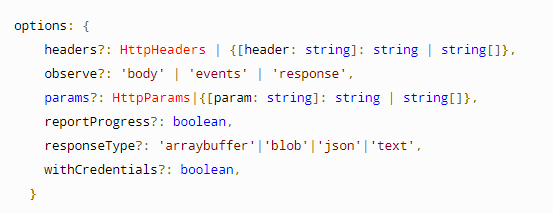 options: {
headers?: HttpHeaders | {[header: string]: string | string[]},
observe?: 'body' | 'events' | 'response',
params?: HttpParams|{[param: string]: string | string[]},
reportProgress?: boolean,
responseType?: 'arraybuffer'|'blob'|'json'|'text',
withCredentials?: boolean,
}